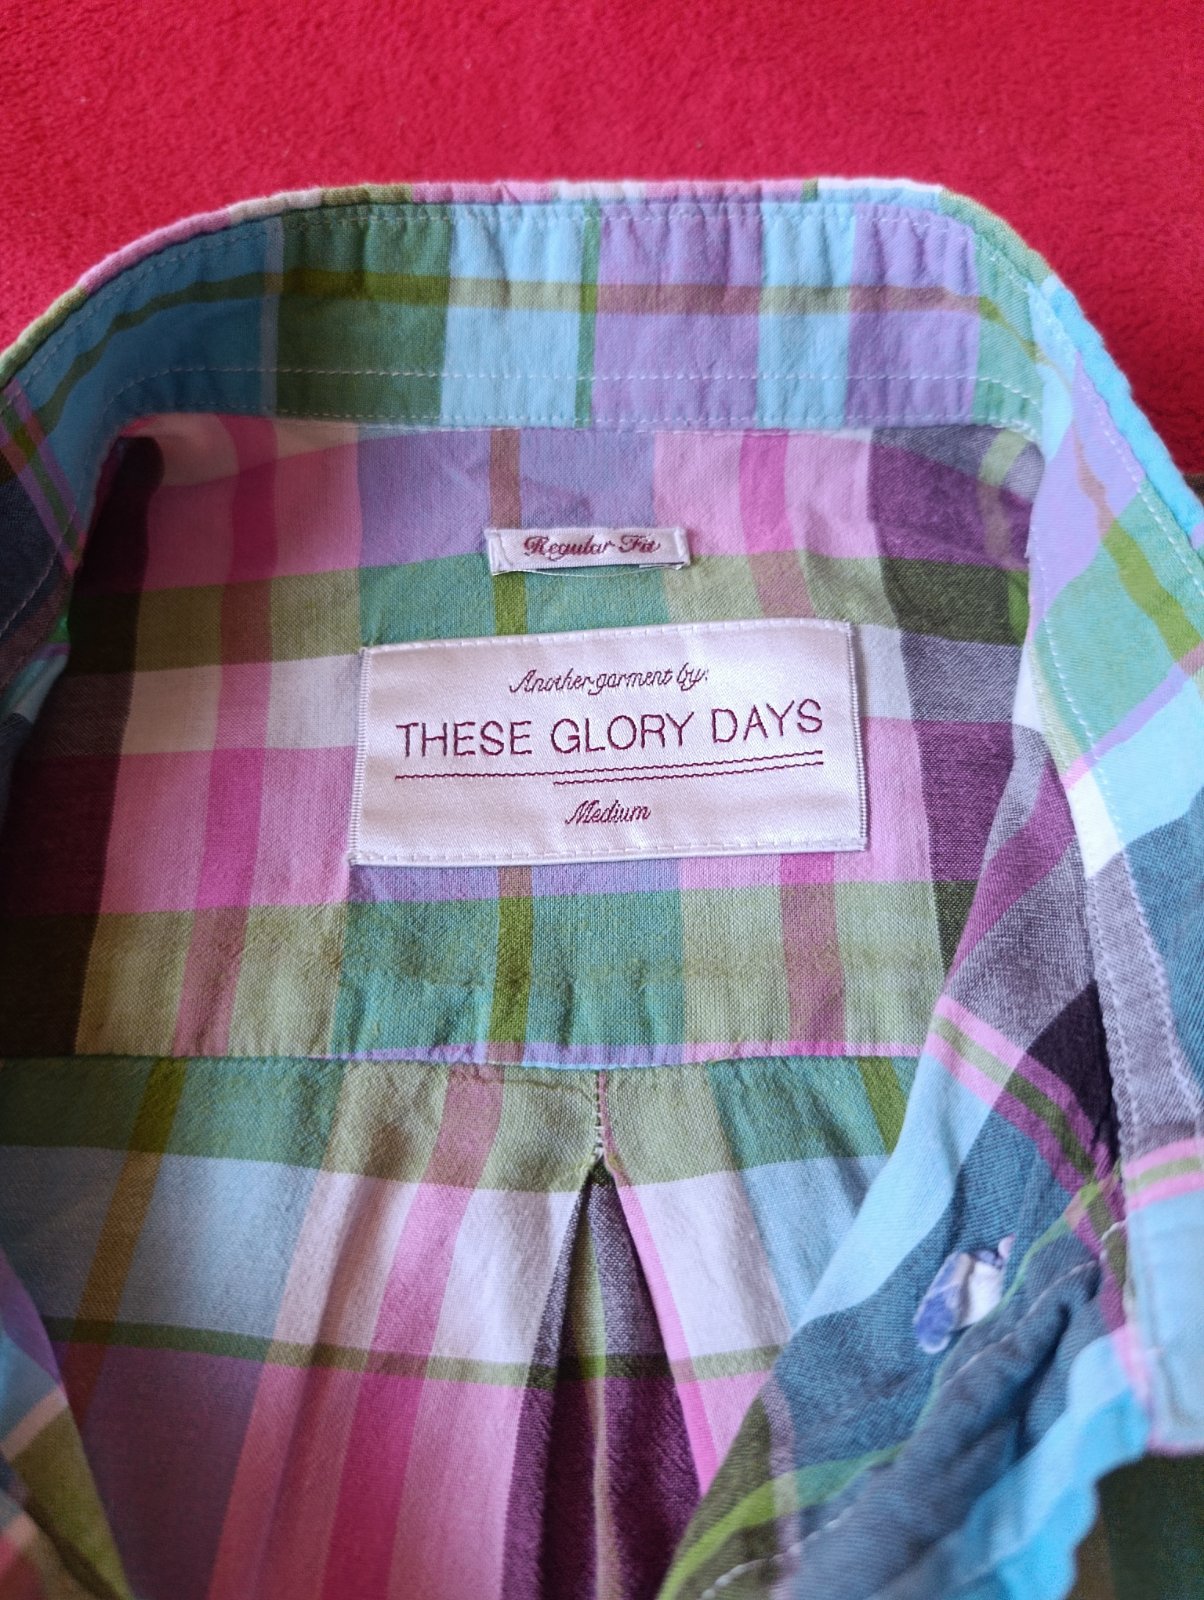 Regular Fit
Another garment by:
THESE GLORY DAYS
Medium